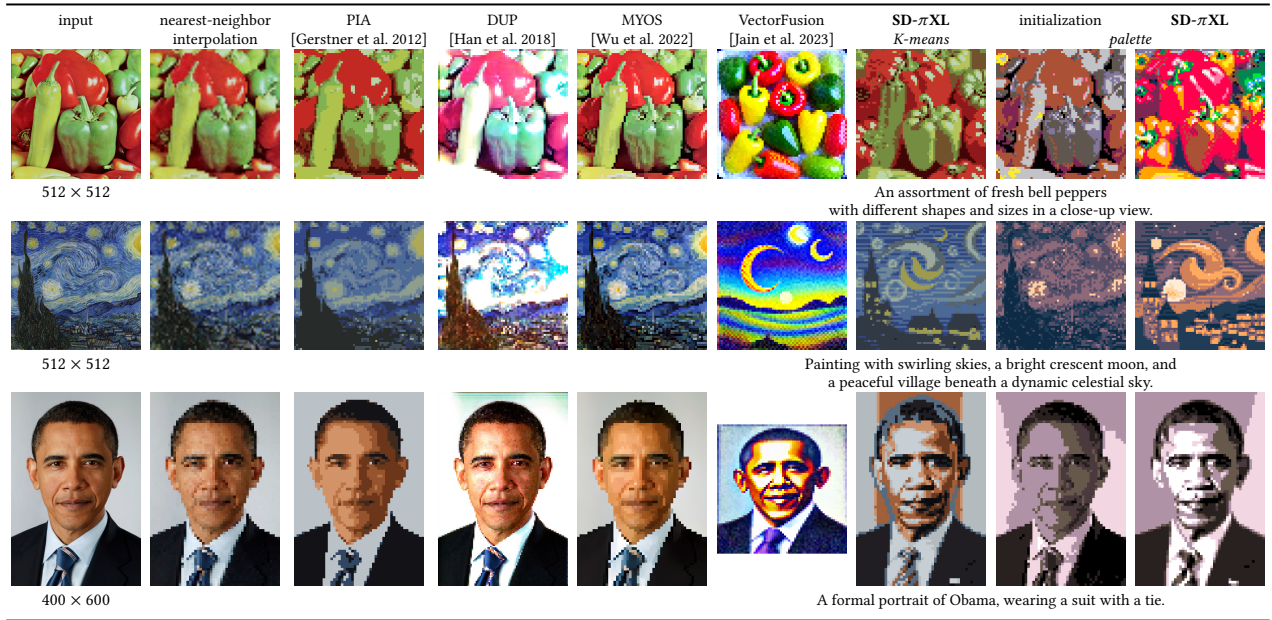 input
nearest-neighbor
interpolation
PIA
[Gerstner et al. 2012]
DUP
[Han et al. 2018]
MYOS
[Wu et al. 2022]
VectorFusion
[Jain et al. 2023]
SD-πXL
K-means
initialization
SD-πXL
palette
512 × 512
An assortment of fresh bell peppers
with different shapes and sizes in a close-up view.
512 × 512
Painting with swirling skies, a bright crescent moon, and
a peaceful village beneath a dynamic celestial sky.
400 × 600
A formal portrait of Obama, wearing a suit with a tie.